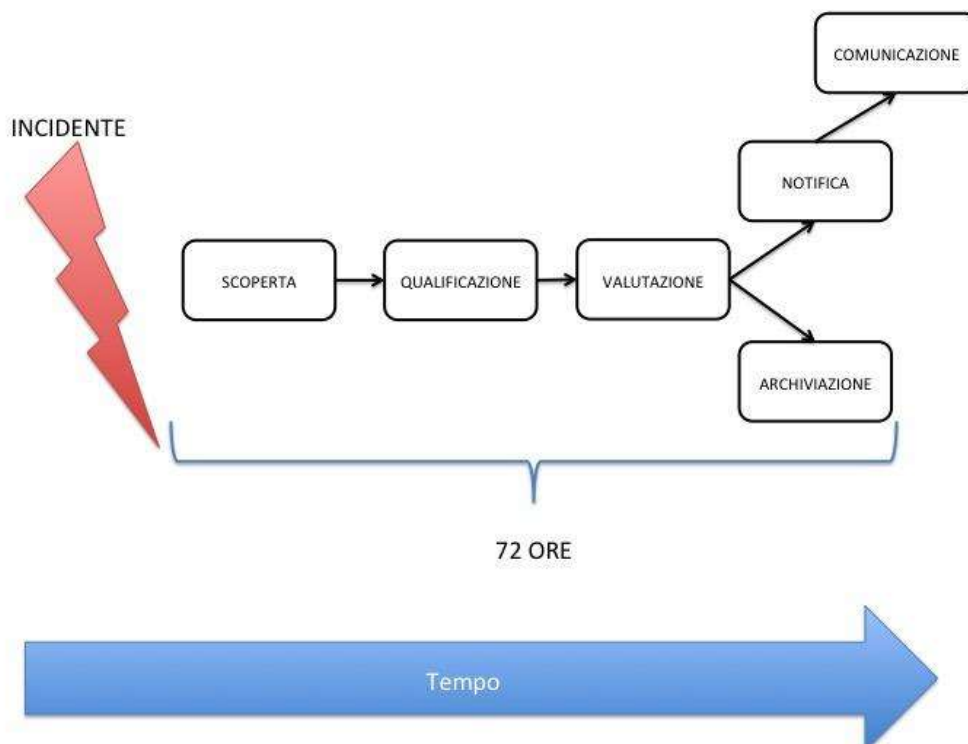 COMUNICAZIONE
INCIDENTE
NOTIFICA
SCOPERTA
QUALIFICAZIONE
VALUTAZIONE
ARCHIVIAZIONE
72 ORE
Tempo